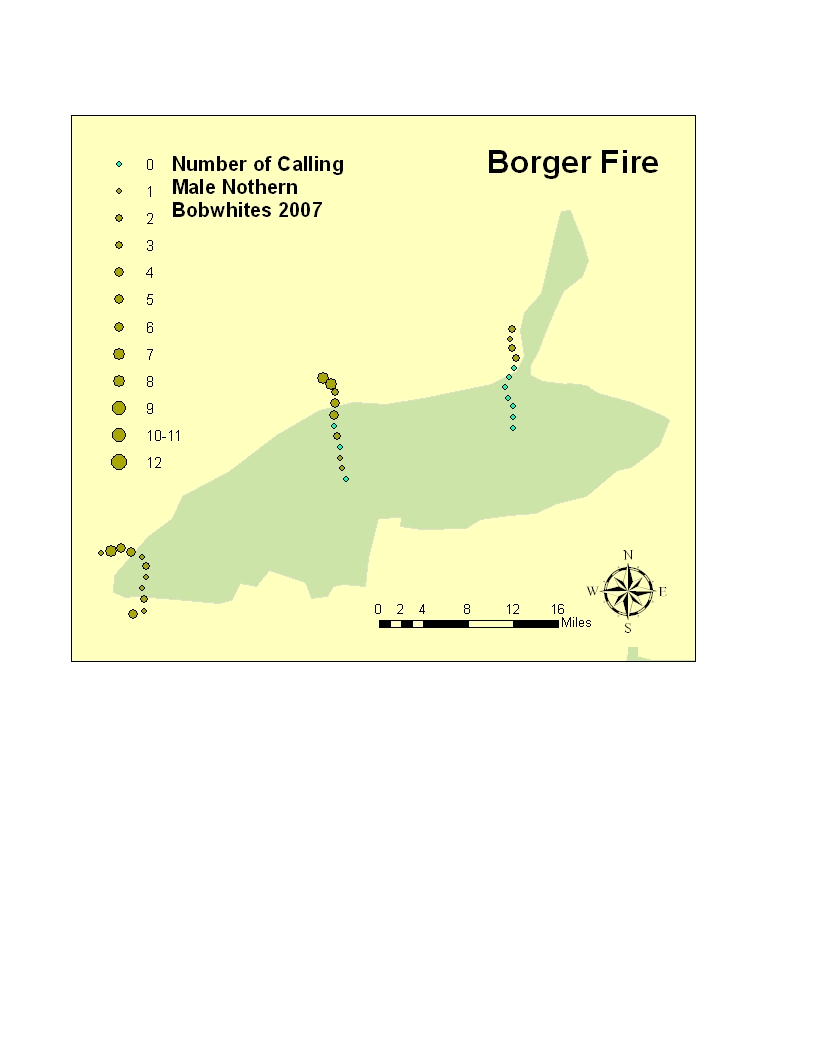 Borger Fire
Number of Calling
Male Nothern
Bobwhites 2007
0
1
2
3
4
5
6
7
8
9
10-11
12
N
W E
S
0 2 4 8 12 16
Miles